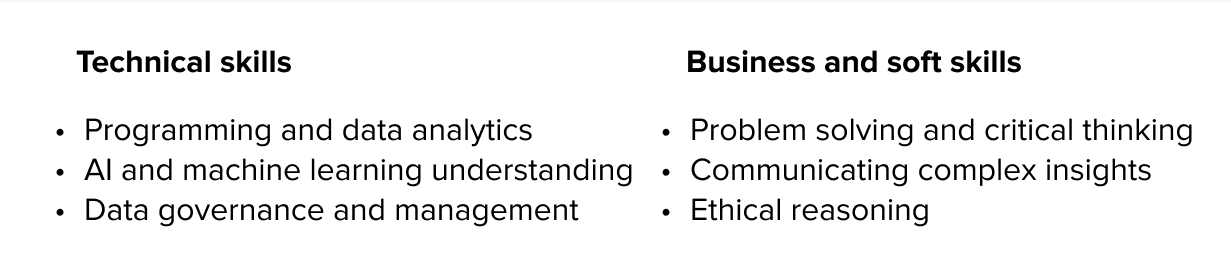 Technical skills
• Programming and data analytics
• AI and machine learning understanding
• Data governance and management
Business and soft skills
• Problem solving and critical thinking
• Communicating complex insights
• Ethical reasoning